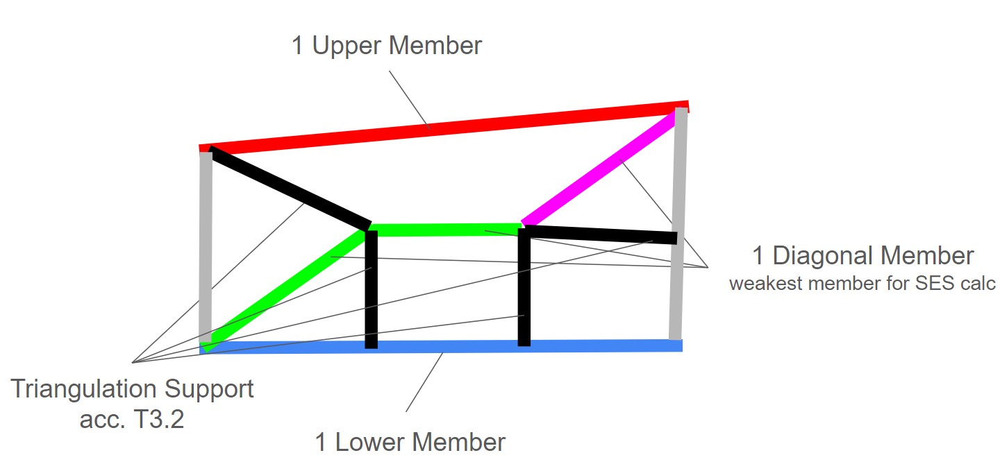 1 Upper Member
1 Diagonal Member
weakest member for SES calc
Triangulation Support
acc. T3.2
1 Lower Member